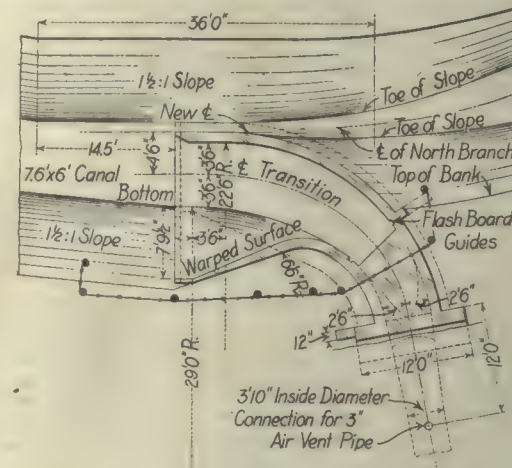 36'0"
1½:1 Slope
Toe of Slope
New ℄
Toe of Slope
14.5'
4'6"
3'6"
3'6"
22'6" R.
℄ Transition
℄ of North Branch
Top of Bank
7.6'x6' Canal
Bottom
Flash Board
Guides
1½:1 Slope
7'9½"
3'6"
Warped Surface
6'6" R.
2'6"
2'6"
12"
12'0"
12'0"
29'0" R.
3'10" Inside Diameter
Connection for 3"
Air Vent Pipe